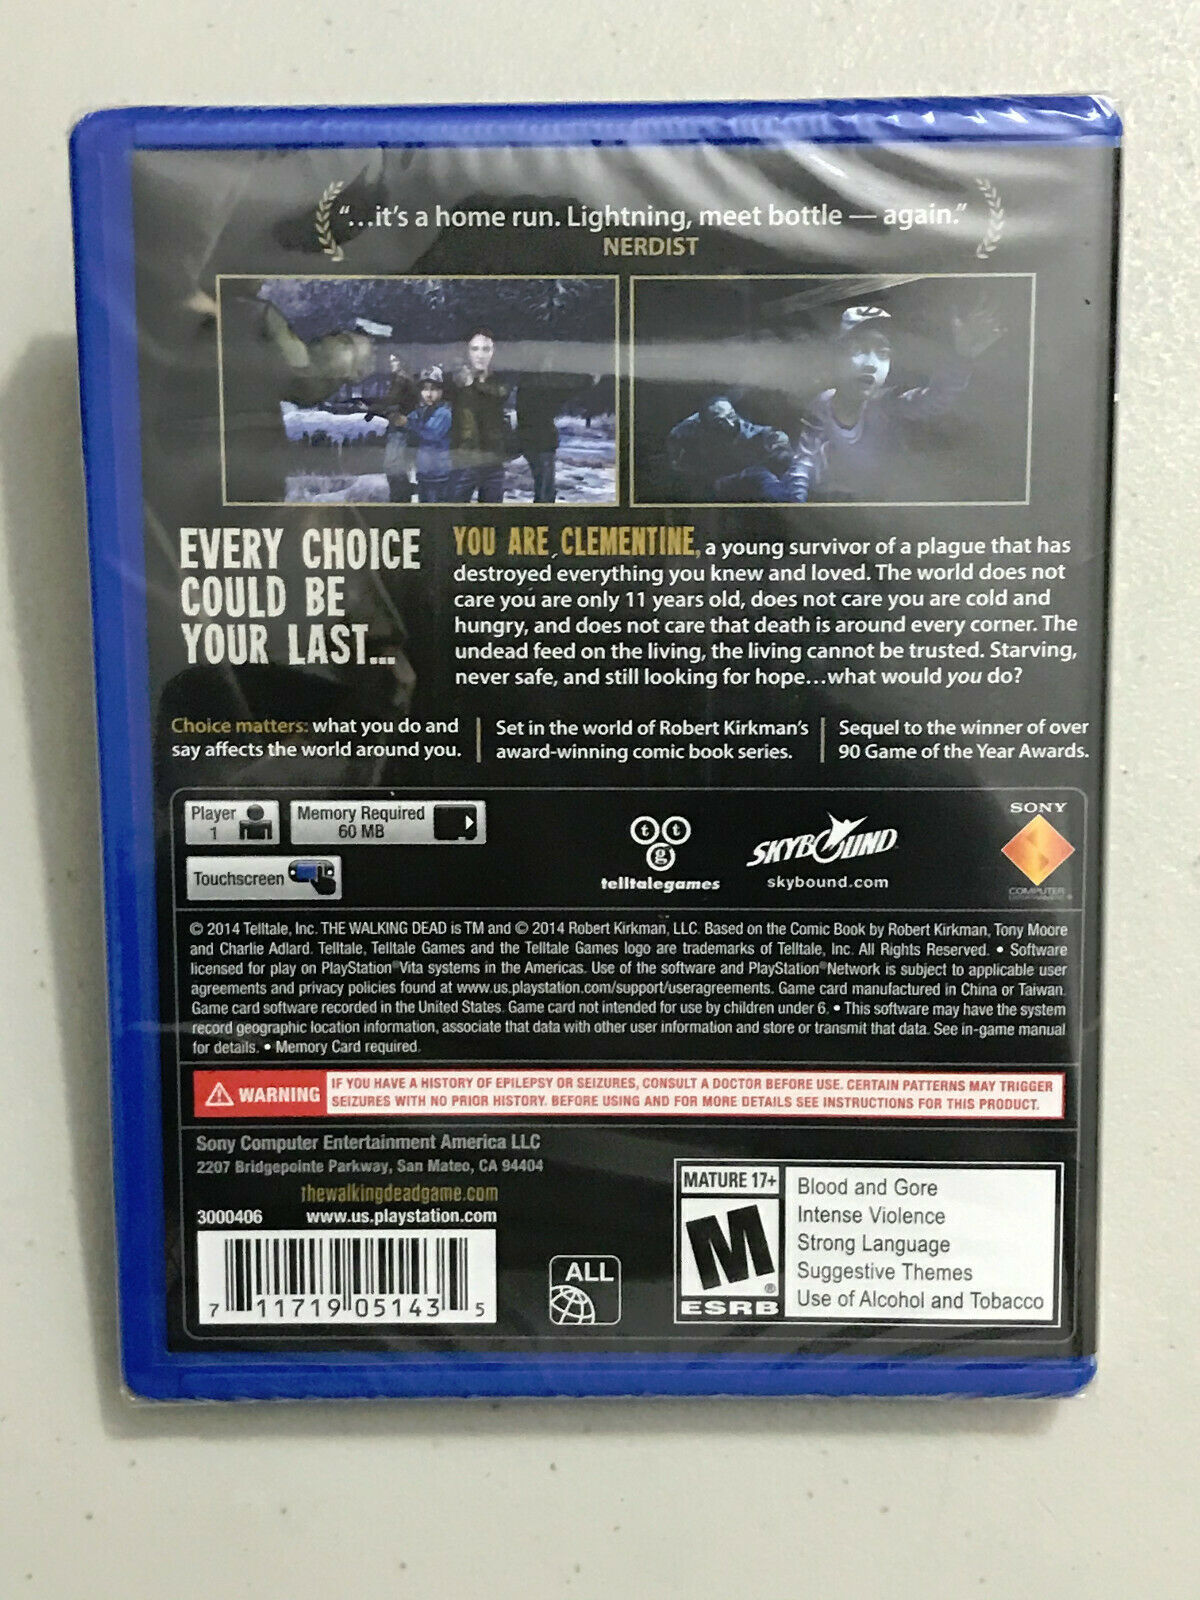 “...it’s a home run. Lightning, meet bottle — again.”
NERDIST
EVERY CHOICE
COULD BE
YOUR LAST...
YOU ARE CLEMENTINE, a young survivor of a plague that has
destroyed everything you knew and loved. The world does not
care you are only 11 years old, does not care you are cold and
hungry, and does not care that death is around every corner. The
undead feed on the living, the living cannot be trusted. Starving,
never safe, and still looking for hope...what would you do?
Choice matters: what you do and
say affects the world around you.
Set in the world of Robert Kirkman’s
award-winning comic book series.
Sequel to the winner of over
90 Game of the Year Awards.
Player
1
Memory Required
60 MB
Touchscreen
ttg
telltalegames
SKYBOUND
skybound.com
SONY
COMPUTER
ENTERTAINMENT
© 2014 Telltale, Inc. THE WALKING DEAD is TM and © 2014 Robert Kirkman, LLC. Based on the Comic Book by Robert Kirkman, Tony Moore
and Charlie Adlard. Telltale, Telltale Games and the Telltale Games logo are trademarks of Telltale, Inc. All Rights Reserved. • Software
licensed for play on PlayStation®Vita systems in the Americas. Use of the software and PlayStation®Network is subject to applicable user
agreements and privacy policies found at www.us.playstation.com/support/useragreements. Game card manufactured in China or Taiwan.
Game card software recorded in the United States. Game card not intended for use by children under 6. • This software may have the system
record geographic location information, associate that data with other user information and store or transmit that data. See in-game manual
for details. • Memory Card required.
WARNING
IF YOU HAVE A HISTORY OF EPILEPSY OR SEIZURES, CONSULT A DOCTOR BEFORE USE. CERTAIN PATTERNS MAY TRIGGER
SEIZURES WITH NO PRIOR HISTORY. BEFORE USING AND FOR MORE DETAILS SEE INSTRUCTIONS FOR THIS PRODUCT.
Sony Computer Entertainment America LLC
2207 Bridgepointe Parkway, San Mateo, CA 94404
thewalkingdeadgame.com
3000406 www.us.playstation.com
7 11719 05143 5
ALL
MATURE 17+
M
®
ESRB
Blood and Gore
Intense Violence
Strong Language
Suggestive Themes
Use of Alcohol and Tobacco